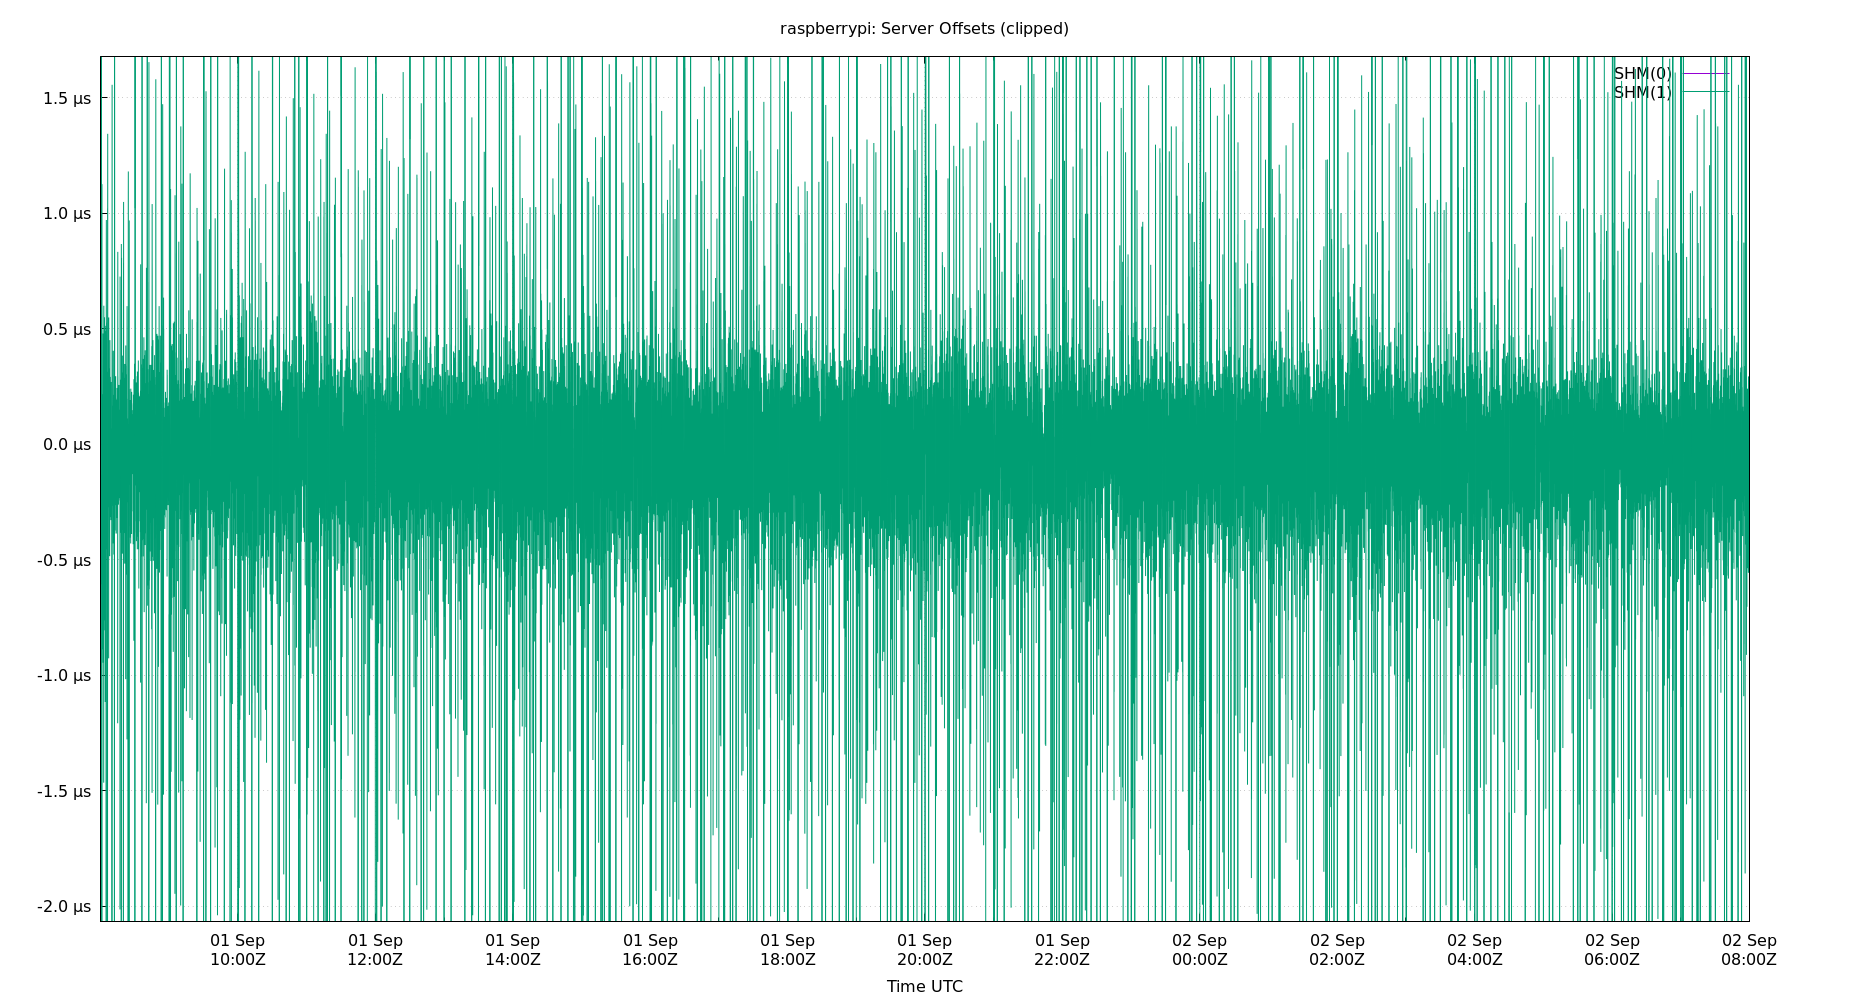 raspberrypi: Server Offsets (clipped)
SHM(0)
SHM(1)
1.5 µs
1.0 µs
0.5 µs
0.0 µs
-0.5 µs
-1.0 µs
-1.5 µs
-2.0 µs
01 Sep 01 Sep 01 Sep 01 Sep 01 Sep 01 Sep 01 Sep 02 Sep 02 Sep 02 Sep 02 Sep 02 Sep
10:00Z 12:00Z 14:00Z 16:00Z 18:00Z 20:00Z 22:00Z 00:00Z 02:00Z 04:00Z 06:00Z 08:00Z
Time UTC